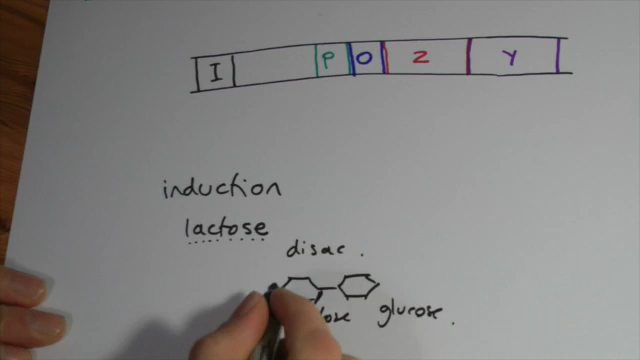 I P O Z Y
induction
lactose
disac.
glucose.